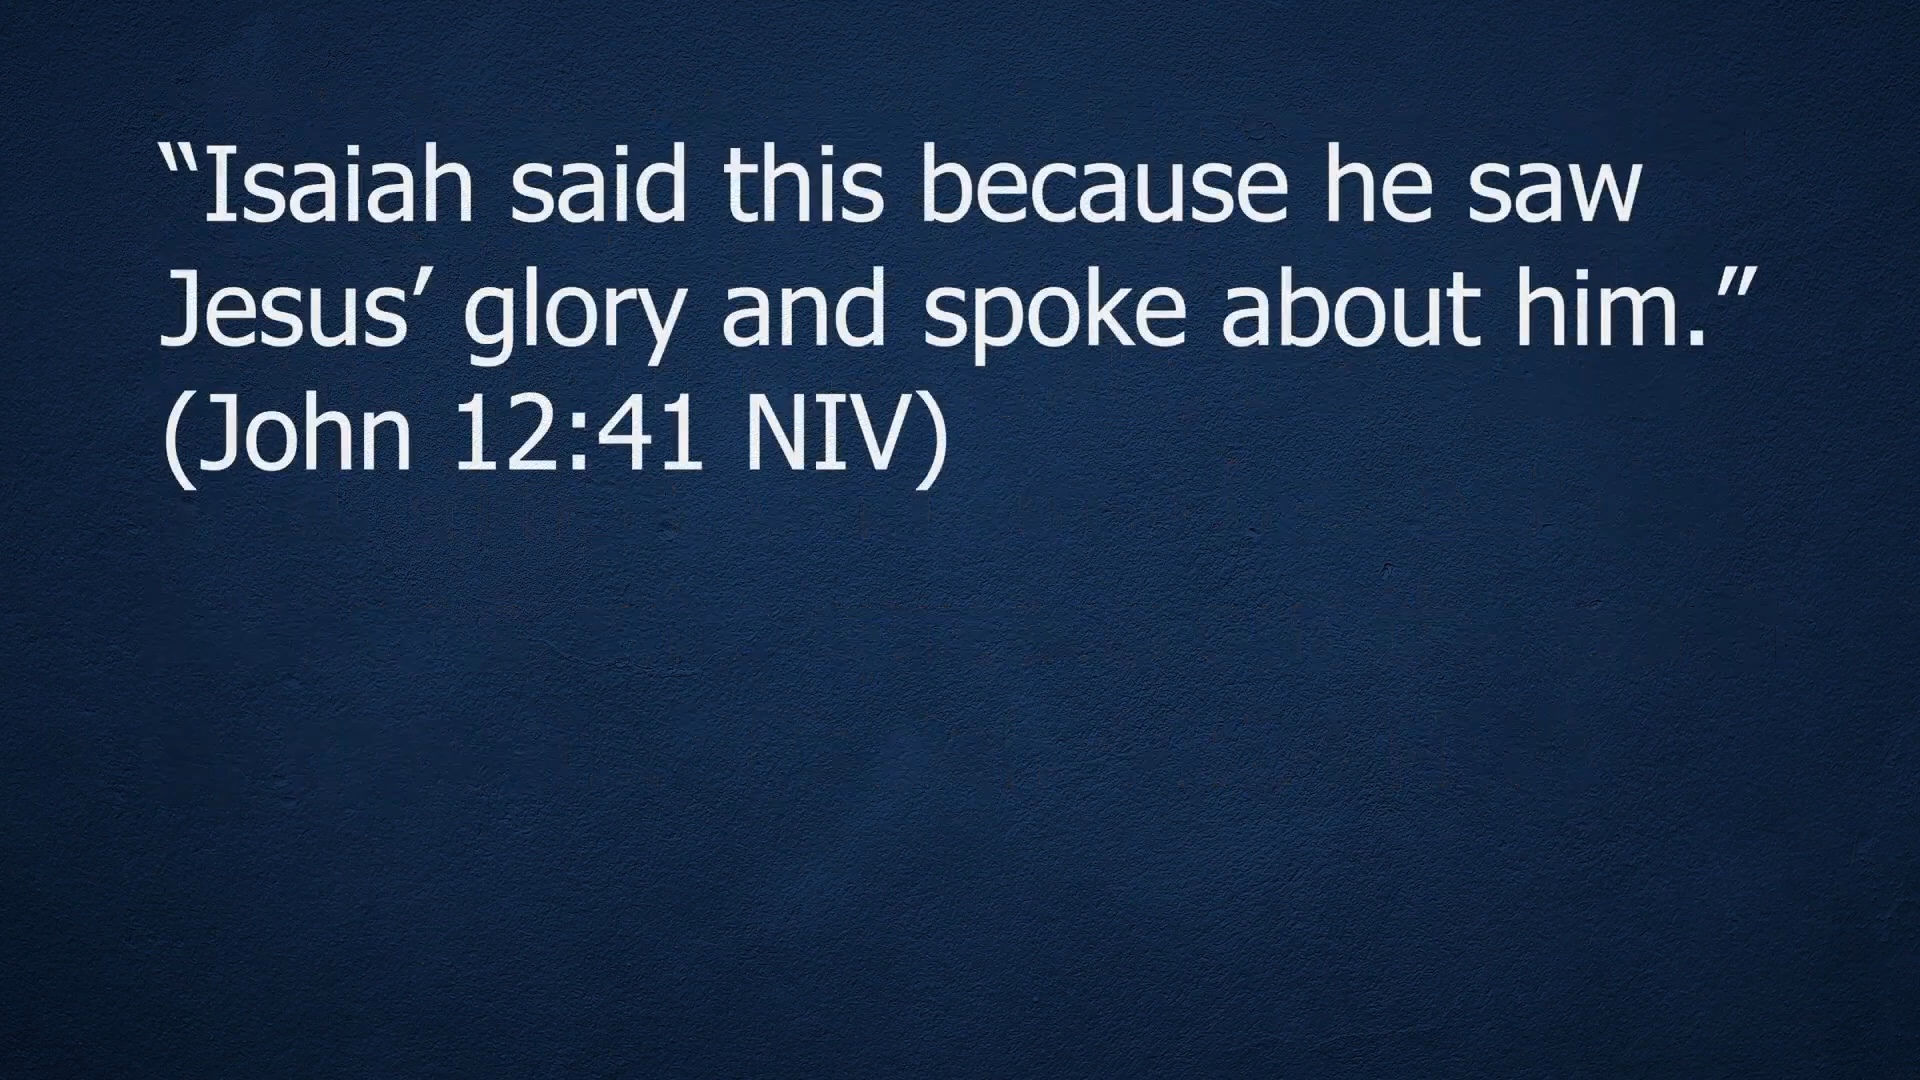 “Isaiah said this because he saw
Jesus’ glory and spoke about him.”
(John 12:41 NIV)